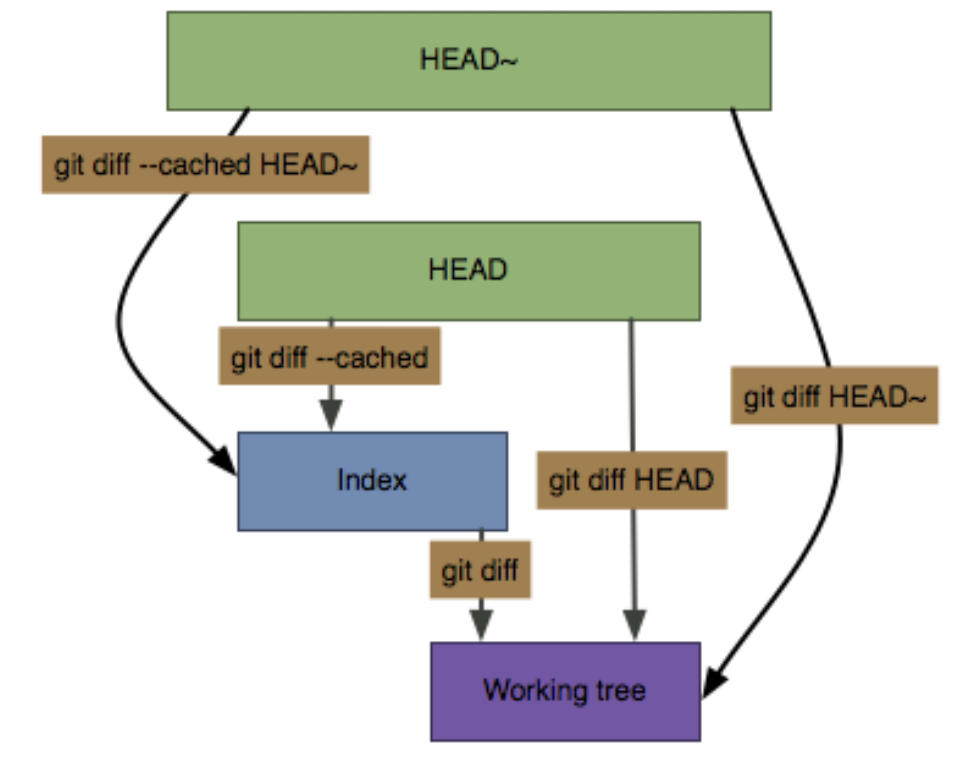 HEAD~
git diff --cached HEAD~
HEAD
git diff --cached
git diff HEAD~
Index
git diff HEAD
git diff
Working tree